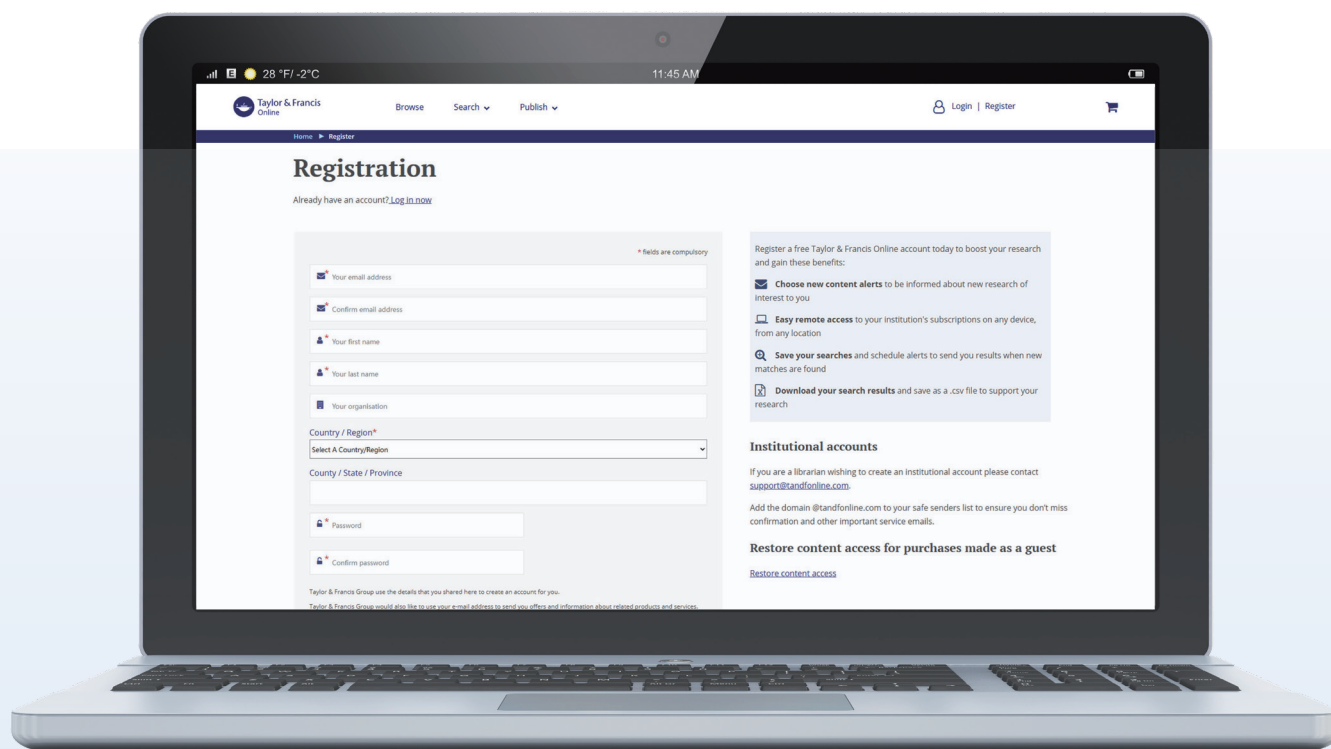 28 °F/ -2°C
11:45 AM
Taylor & Francis
Online
Browse
Search
Publish
Login | Register
Home ► Register
Registration
Already have an account? Log in now
* fields are compulsory
* Your email address
* Confirm email address
* Your first name
* Your last name
Your organisation
Country / Region*
Select A Country/Region
County / State / Province
* Password
* Confirm password
Taylor & Francis Group use the details that you shared here to create an account for you.
Taylor & Francis Group would also like to use your e-mail address to send you offers and information about related products and services.
Register a free Taylor & Francis Online account today to boost your research
and gain these benefits:
Choose new content alerts to be informed about new research of
interest to you
Easy remote access to your institution's subscriptions on any device,
from any location
Save your searches and schedule alerts to send you results when new
matches are found
Download your search results and save as a .csv file to support your
research
Institutional accounts
If you are a librarian wishing to create an institutional account please contact
support@tandfonline.com.
Add the domain @tandfonline.com to your safe senders list to ensure you don't miss
confirmation and other important service emails.
Restore content access for purchases made as a guest
Restore content access